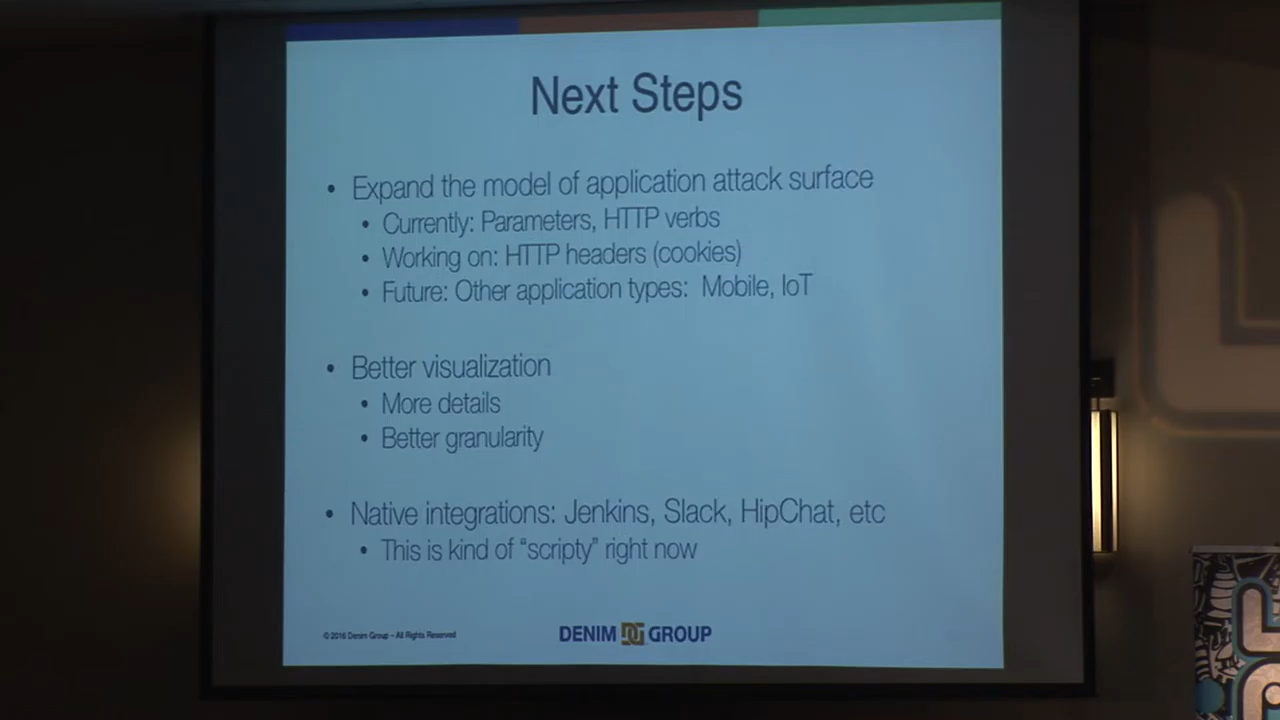 Next Steps
• Expand the model of application attack surface
• Currently: Parameters, HTTP verbs
• Working on: HTTP headers (cookies)
• Future: Other application types: Mobile, IoT
• Better visualization
• More details
• Better granularity
• Native integrations: Jenkins, Slack, HipChat, etc
• This is kind of “scripty” right now
© 2016 Denim Group – All Rights Reserved
DENIM DG GROUP